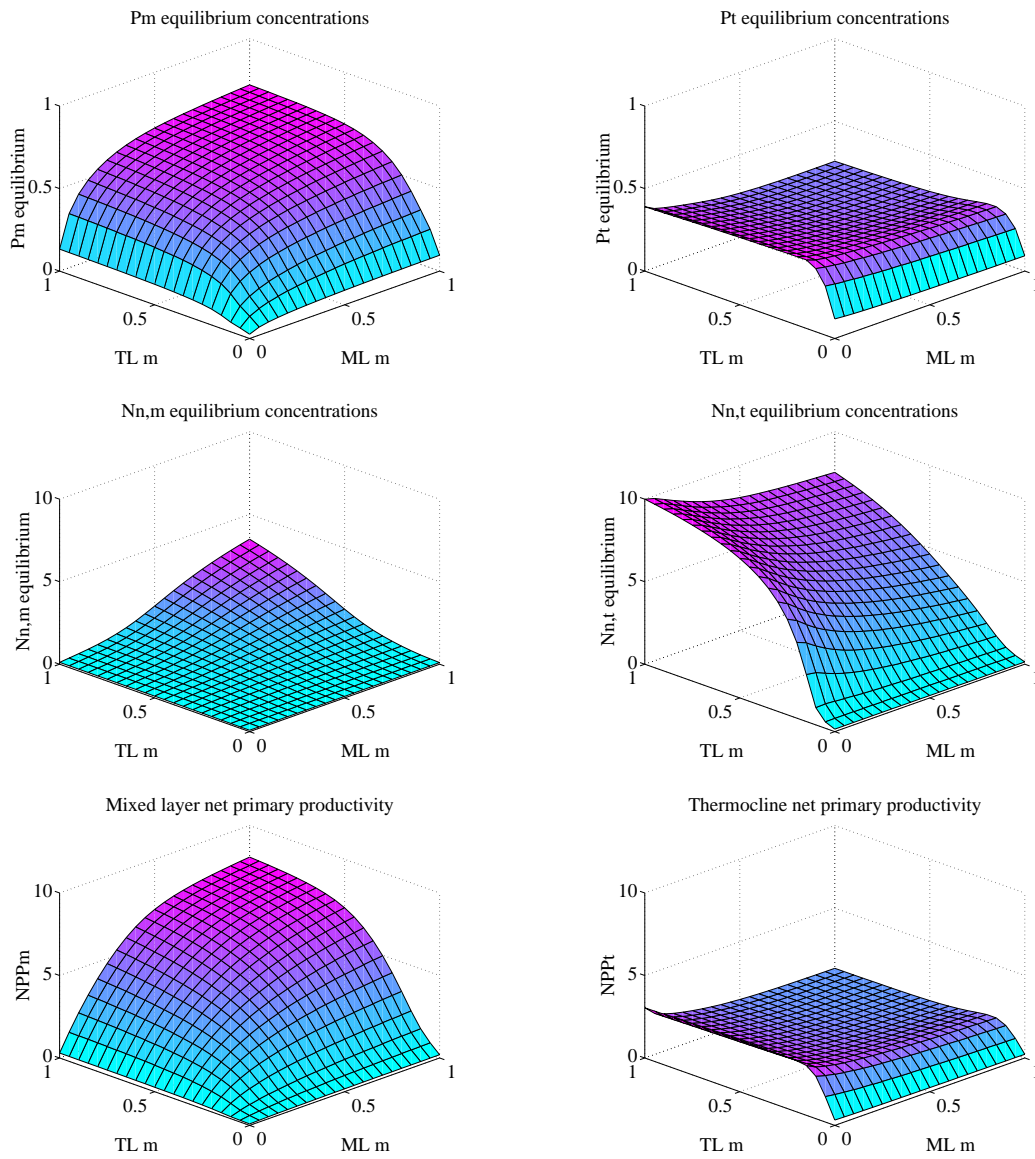 Pm equilibrium concentrations
1
0.5
0
Pm equilibrium
1
0.5
0
TL m
0
0.5
1
ML m
Pt equilibrium concentrations
1
0.5
0
Pt equilibrium
1
0.5
0
TL m
0
0.5
1
ML m
Nn,m equilibrium concentrations
10
5
0
Nn,m equilibrium
1
0.5
0
TL m
0
0.5
1
ML m
Nn,t equilibrium concentrations
10
5
0
Nn,t equilibrium
1
0.5
0
TL m
0
0.5
1
ML m
Mixed layer net primary productivity
10
5
0
NPPm
1
0.5
0
TL m
0
0.5
1
ML m
Thermocline net primary productivity
10
5
0
NPPt
1
0.5
0
TL m
0
0.5
1
ML m